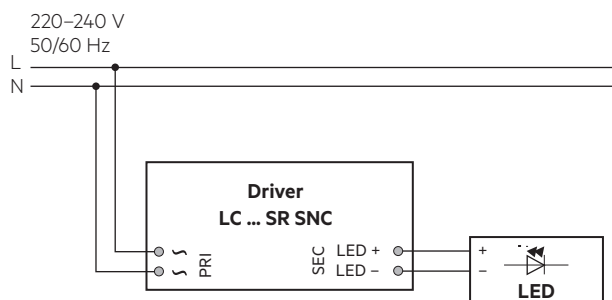 220–240 V
50/60 Hz
L
N
Driver
LC ... SR SNC
~ PRI SEC LED + +
~ LED – –
LED